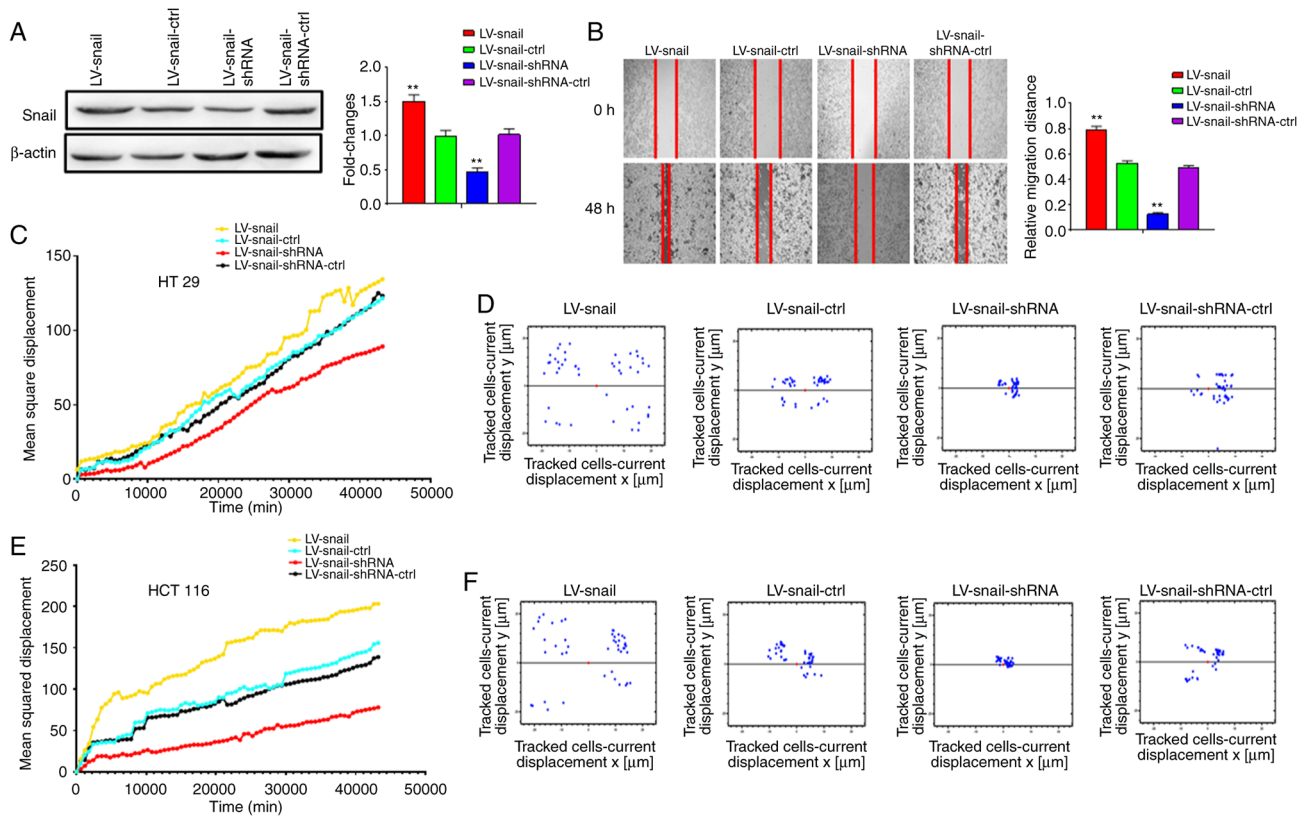 A
LV-snail
LV-snail-ctrl
LV-snail-
shRNA
LV-snail-
shRNA-ctrl
Snail
β-actin
LV-snail
LV-snail-ctrl
LV-snail-shRNA
LV-snail-shRNA-ctrl
Fold-changes
2.0
1.5
1.0
0.5
0.0
**
**
B
LV-snail
LV-snail-ctrl
LV-snail-shRNA
LV-snail-
shRNA-ctrl
0 h
48 h
LV-snail
LV-snail-ctrl
LV-snail-shRNA
LV-snail-shRNA-ctrl
Relative migration distance
1.0
0.8
0.6
0.4
0.2
0.0
**
**
C
LV-snail
LV-snail-ctrl
LV-snail-shRNA
LV-snail-shRNA-ctrl
HT 29
Mean square displacement
150
100
50
0
0 10000 20000 30000 40000 50000
Time (min)
D
LV-snail
LV-snail-ctrl
LV-snail-shRNA
LV-snail-shRNA-ctrl
Tracked cells-current
displacement y [µm]
Tracked cells-current
displacement x [µm]
Tracked cells-current
displacement y [µm]
Tracked cells-current
displacement x [µm]
Tracked cells-current
displacement y [µm]
Tracked cells-current
displacement x [µm]
Tracked cells-current
displacement y [µm]
Tracked cells-current
displacement x [µm]
E
LV-snail
LV-snail-ctrl
LV-snail-shRNA
LV-snail-shRNA-ctrl
HCT 116
Mean squared displacement
250
200
150
100
50
0
0 10000 20000 30000 40000 50000
Time (min)
F
LV-snail
LV-snail-ctrl
LV-snail-shRNA
LV-snail-shRNA-ctrl
Tracked cells-current
displacement y [µm]
Tracked cells-current
displacement x [µm]
Tracked cells-current
displacement y [µm]
Tracked cells-current
displacement x [µm]
Tracked cells-current
displacement y [µm]
Tracked cells-current
displacement x [µm]
Tracked cells-current
displacement y [µm]
Tracked cells-current
displacement x [µm]